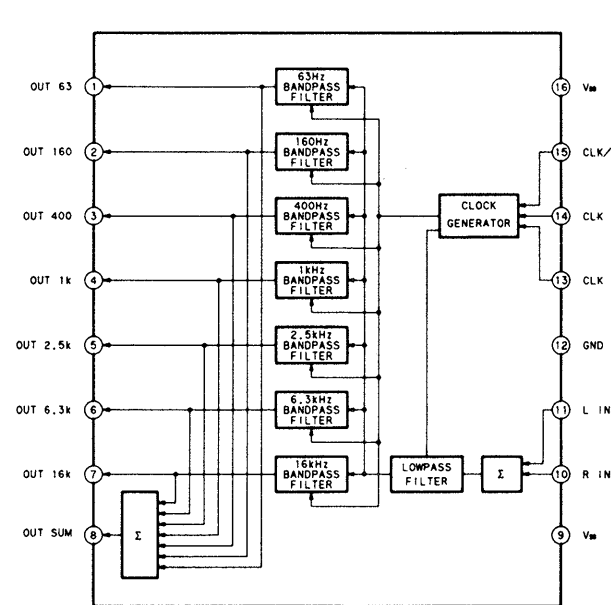 63Hz
BANDPASS
FILTER
OUT 63
1
16
160Hz
BANDPASS
FILTER
OUT 160
2
15
CLK/
400Hz
BANDPASS
FILTER
OUT 400
3
CLOCK
GENERATOR
14
CLK
1kHz
BANDPASS
FILTER
OUT 1k
4
13
CLK
2.5kHz
BANDPASS
FILTER
OUT 2.5k
5
12
GND
6.3kHz
BANDPASS
FILTER
OUT 6.3k
6
11
L IN
16kHz
BANDPASS
FILTER
OUT 16k
7
LOWPASS
FILTER
Σ
10
R IN
OUT SUM
8
Σ
9